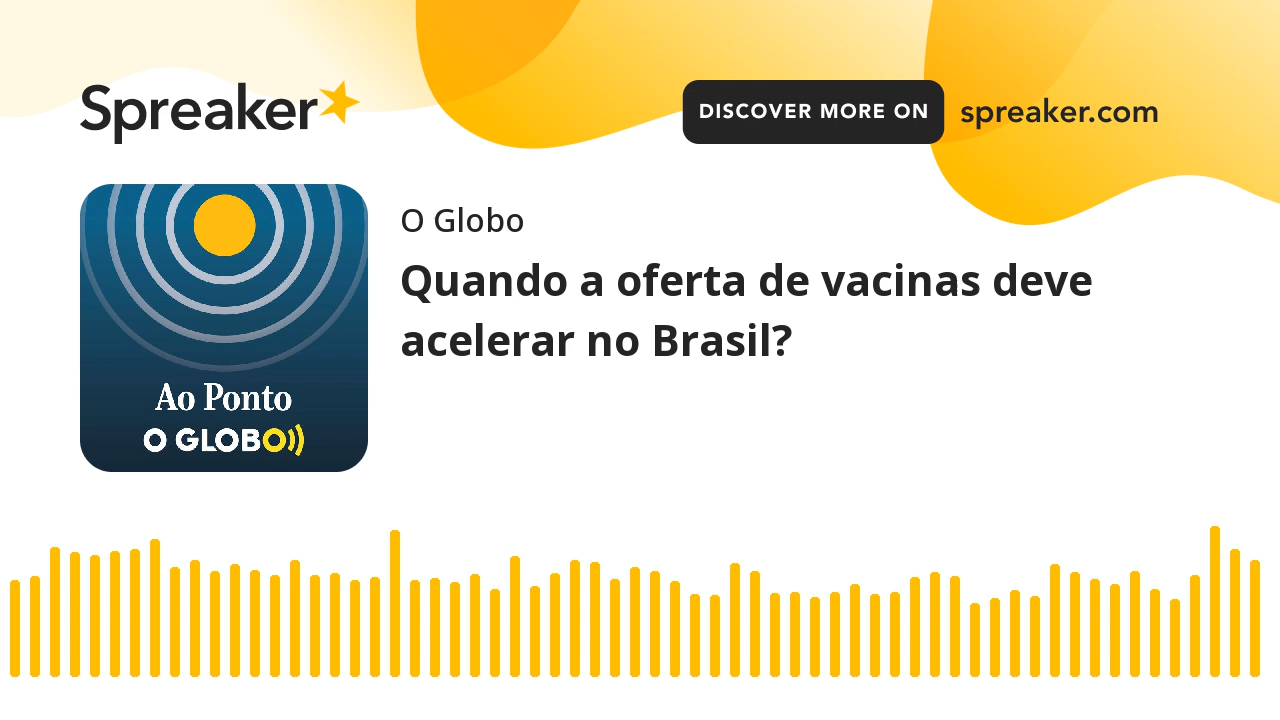 Spreaker
DISCOVER MORE ON
spreaker.com
O Globo
Quando a oferta de vacinas deve
acelerar no Brasil?
Ao Ponto
O GLOBO